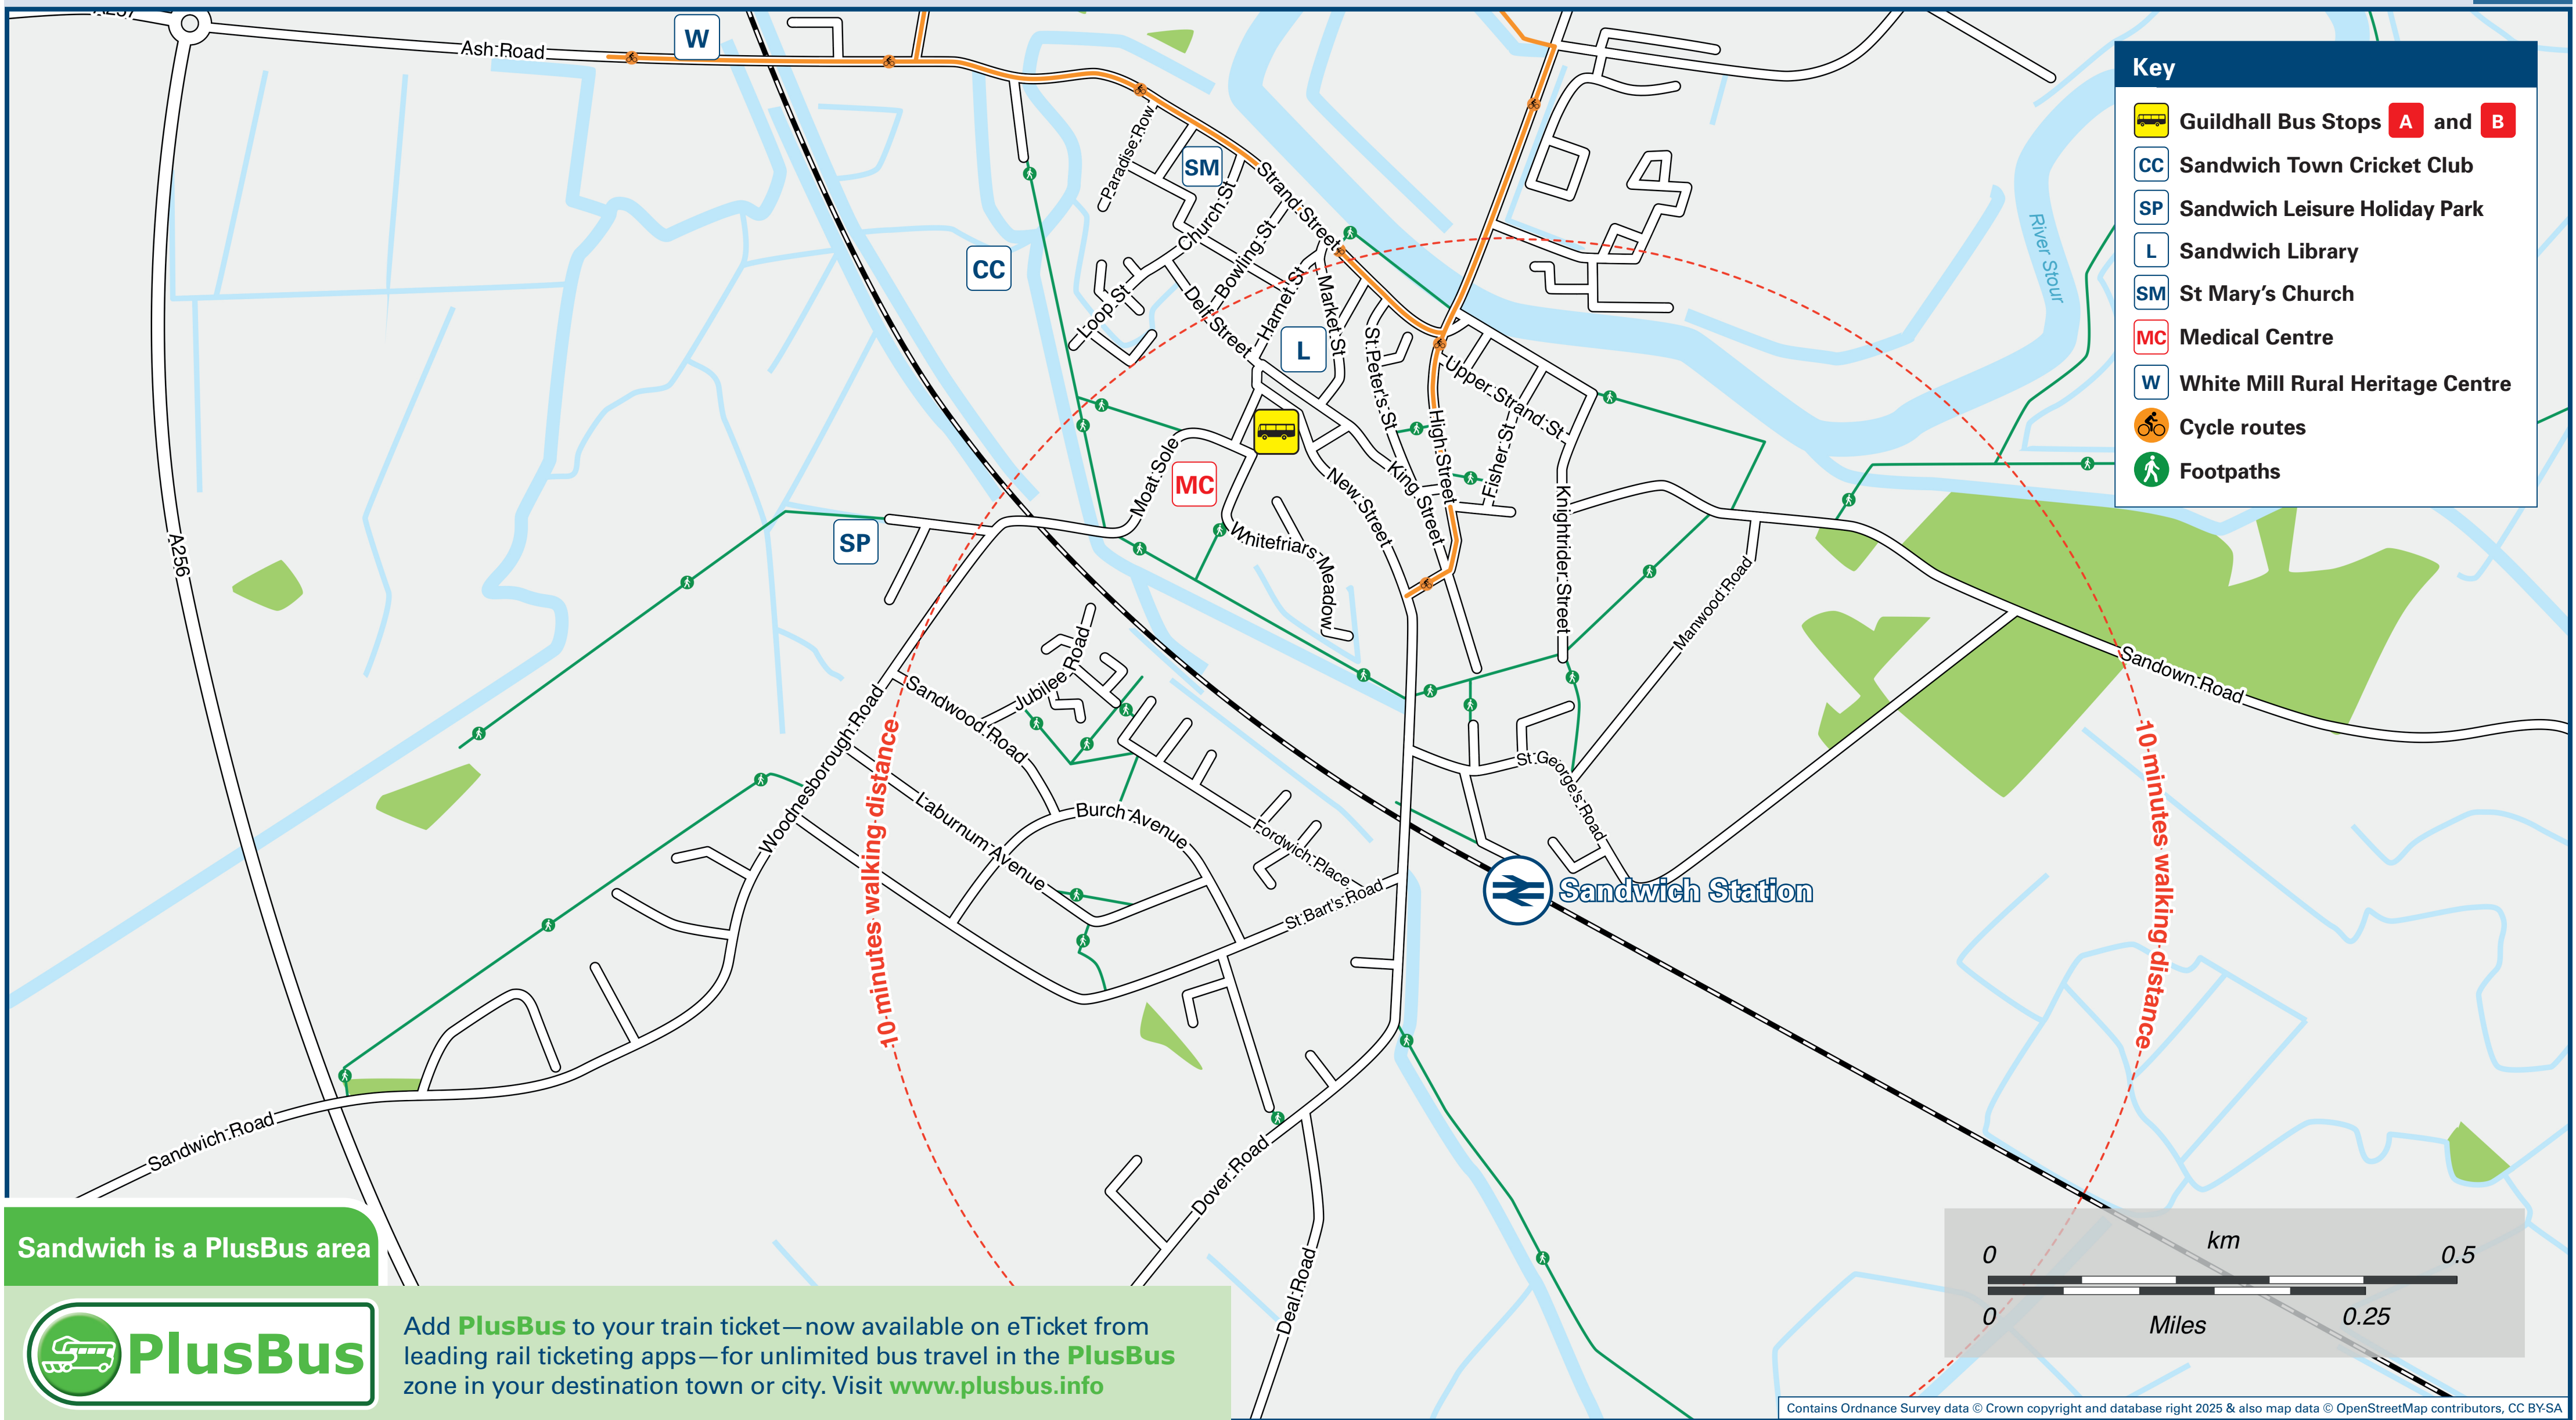 A257
Ash Road
W
Paradise Row
SM
Strand Street
Church St
CC
Bowling St
Loop St
Delf Street
Harnet St
Market St
L
St Peter's St
Upper Strand St
High Street
Fisher St
River Stour
Moat Sole
MC
King Street
New Street
Knightrider Street
Whitefriars Meadow
SP
A256
Manwood Road
Sandown Road
Jubilee Road
Sandwood Road
Woodnesborough Road
10 minutes walking distance
10 minutes walking distance
Laburnum Avenue
Burch Avenue
Fordwich Place
St Bart's Road
St George's Road
Sandwich Station
Sandwich Road
Dover Road
Deal Road
Key
Guildhall Bus Stops A and B
CC Sandwich Town Cricket Club
SP Sandwich Leisure Holiday Park
L Sandwich Library
SM St Mary's Church
MC Medical Centre
W White Mill Rural Heritage Centre
Cycle routes
Footpaths
Sandwich is a PlusBus area
PlusBus
Add PlusBus to your train ticket—now available on eTicket from
leading rail ticketing apps—for unlimited bus travel in the PlusBus
zone in your destination town or city. Visit www.plusbus.info
km
0 0.5
0 0.25
Miles
Contains Ordnance Survey data © Crown copyright and database right 2025 & also map data © OpenStreetMap contributors, CC BY-SA